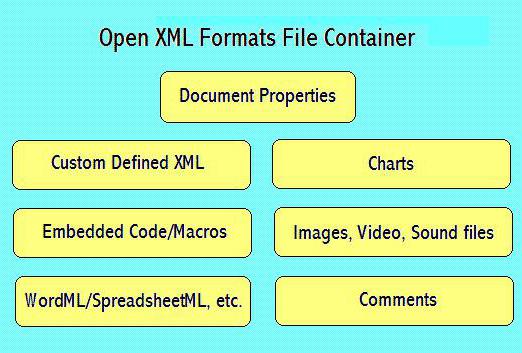 Open XML Formats File Container
Document Properties
Custom Defined XML
Charts
Embedded Code/Macros
Images, Video, Sound files
WordML/SpreadsheetML, etc.
Comments